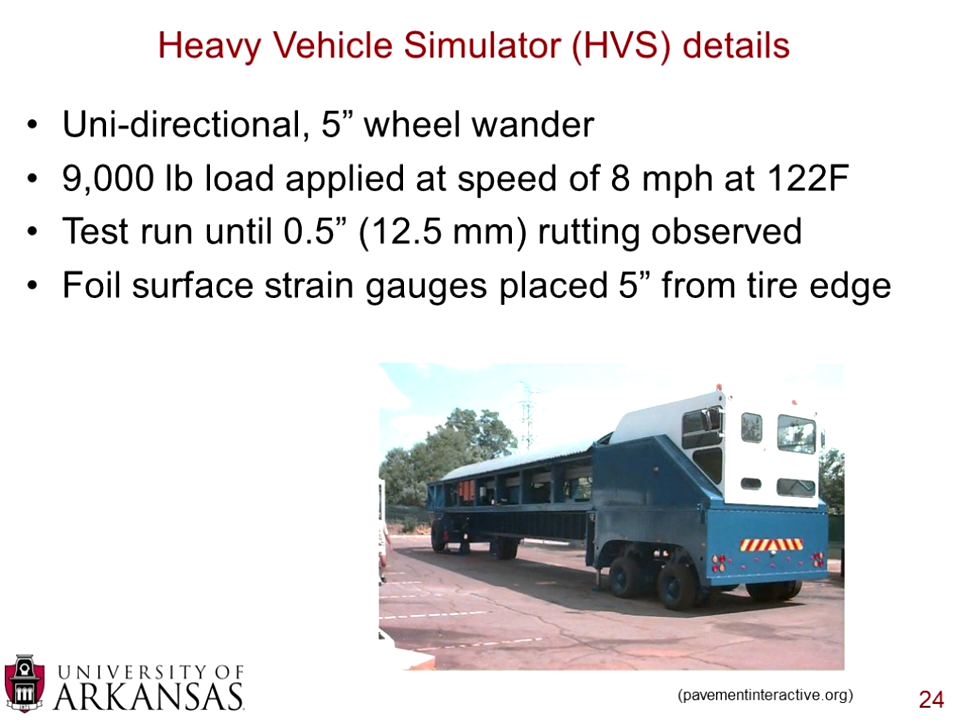 Heavy Vehicle Simulator (HVS) details
• Uni-directional, 5” wheel wander
• 9,000 lb load applied at speed of 8 mph at 122F
• Test run until 0.5” (12.5 mm) rutting observed
• Foil surface strain gauges placed 5” from tire edge
UNIVERSITY OF
ARKANSAS
(pavementinteractive.org)
24